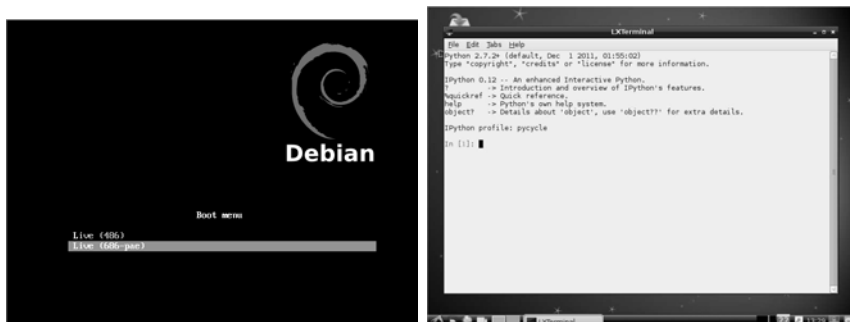 Debian
Boot menu
Live (486)
Live (686-pae)
LXTerminal
File Edit Tabs Help
Python 2.7.2+ (default, Dec  1 2011, 01:55:02)
Type "copyright", "credits" or "license" for more information.
IPython 0.12 -- An enhanced Interactive Python.
?         -> Introduction and overview of IPython's features.
%quickref -> Quick reference.
help      -> Python's own help system.
object?   -> Details about 'object', use 'object??' for extra details.
IPython profile: pycycle
In [1]:
LXTerminal
13:29